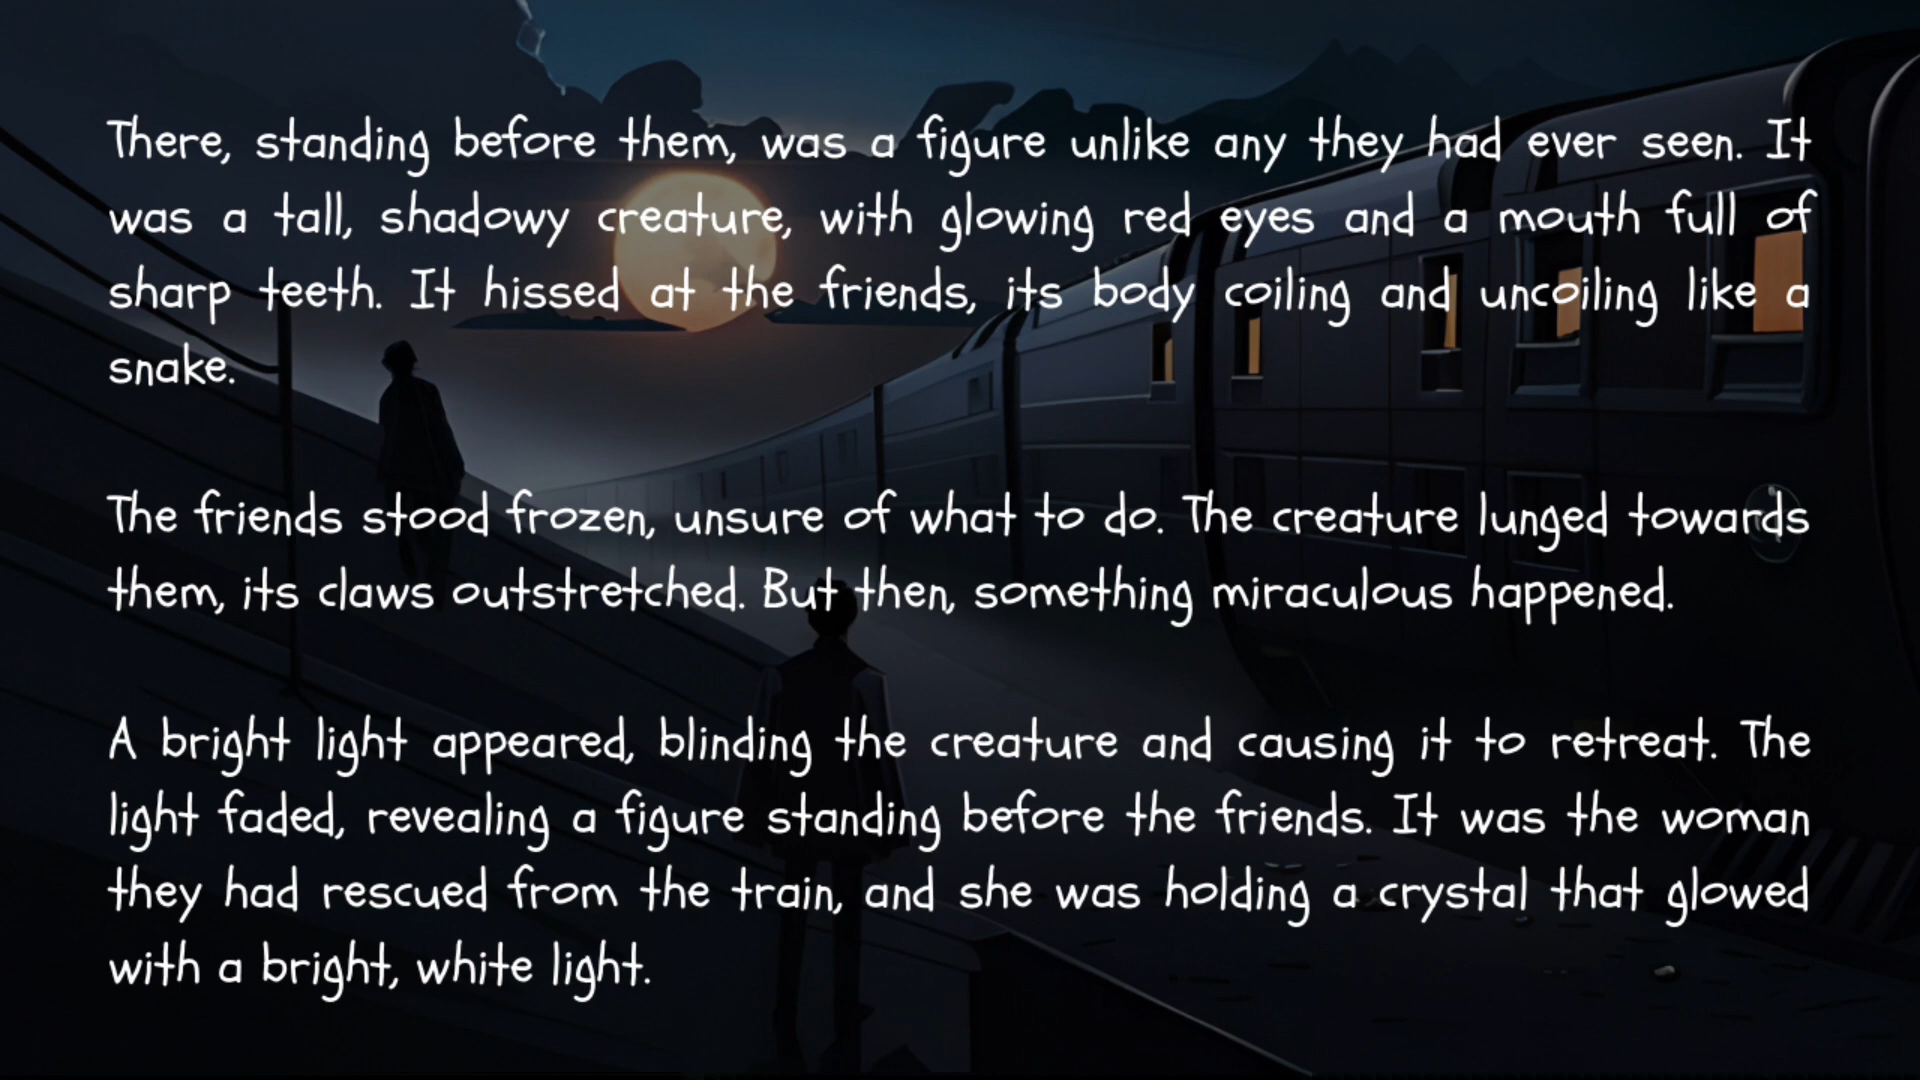 There, standing before them, was a figure unlike any they had ever seen. It
was a tall, shadowy creature, with glowing red eyes and a mouth full of
sharp teeth. It hissed at the friends, its body coiling and uncoiling like a
snake.
The friends stood frozen, unsure of what to do. The creature lunged towards
them, its claws outstretched. But then, something miraculous happened.
A bright light appeared, blinding the creature and causing it to retreat. The
light faded, revealing a figure standing before the friends. It was the woman
they had rescued from the train, and she was holding a crystal that glowed
with a bright, white light.